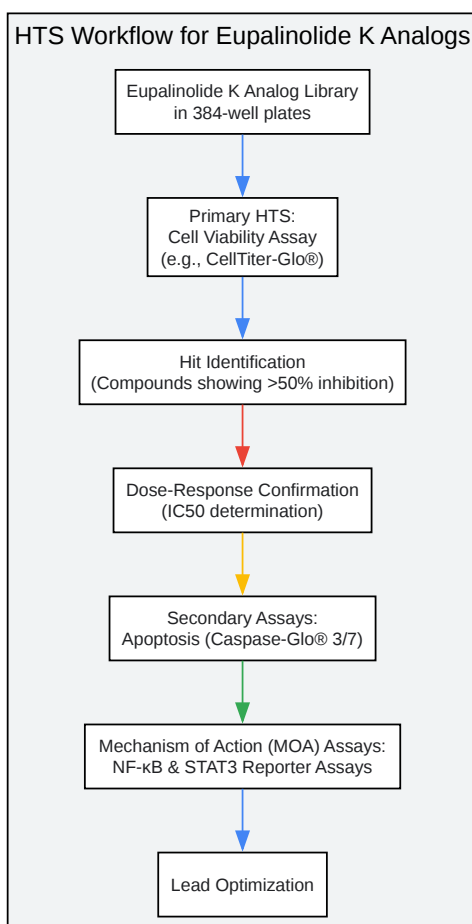 HTS Workflow for Eupalinolide K Analogs
Eupalinolide K Analog Library
in 384-well plates
Primary HTS:
Cell Viability Assay
(e.g., CellTiter-Glo®)
Hit Identification
(Compounds showing >50% inhibition)
Dose-Response Confirmation
(IC50 determination)
Secondary Assays:
Apoptosis (Caspase-Glo® 3/7)
Mechanism of Action (MOA) Assays:
NF-κB & STAT3 Reporter Assays
Lead Optimization